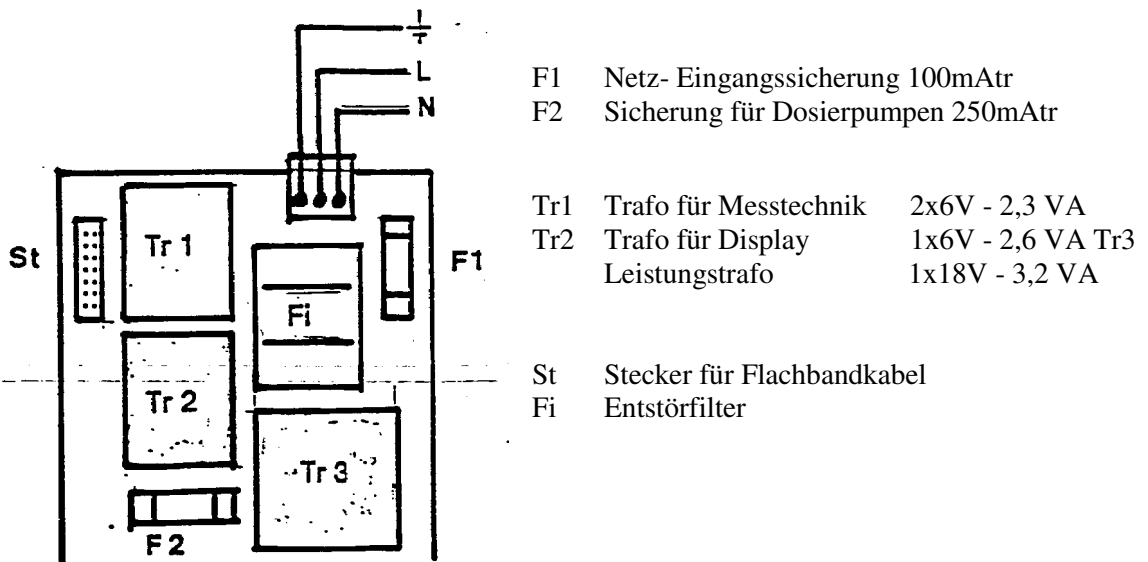 L
N
St
Tr 1
F1
Fi
Tr 2
Tr 3
F 2
F1 Netz- Eingangssicherung 100mAtr
F2 Sicherung für Dosierpumpen 250mAtr
Tr1 Trafo für Messtechnik 2x6V - 2,3 VA
Tr2 Trafo für Display 1x6V - 2,6 VA Tr3
Leistungstrafo 1x18V - 3,2 VA
St Stecker für Flachbandkabel
Fi Entstörfilter